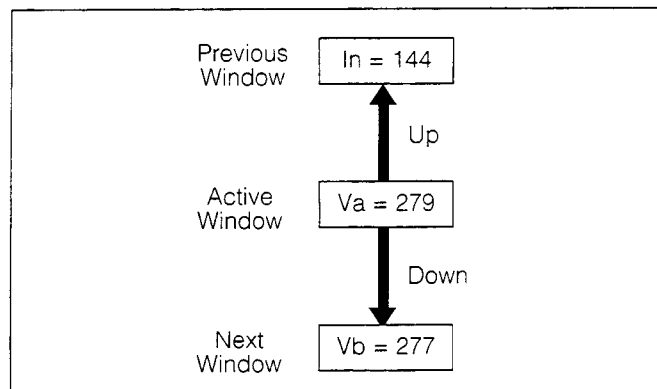 Previous
Window
In = 144
Up
Active
Window
Va = 279
Down
Next
Window
Vb = 277